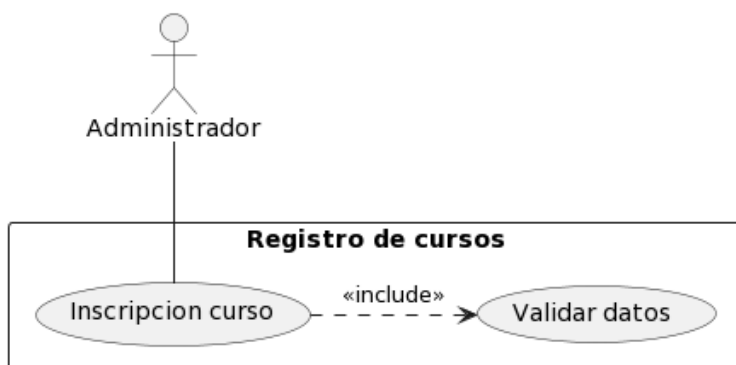 Administrador
Registro de cursos
Inscripcion curso
«include»
Validar datos